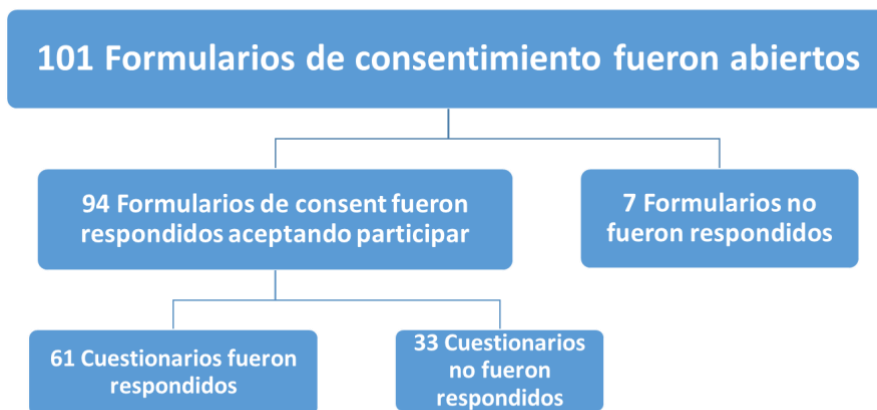 101 Formularios de consentimiento fueron abiertos
94 Formularios de consent fueron
respondidos aceptando participar
7 Formularios no
fueron respondidos
61 Cuestionarios fueron
respondidos
33 Cuestionarios
no fueron
respondidos